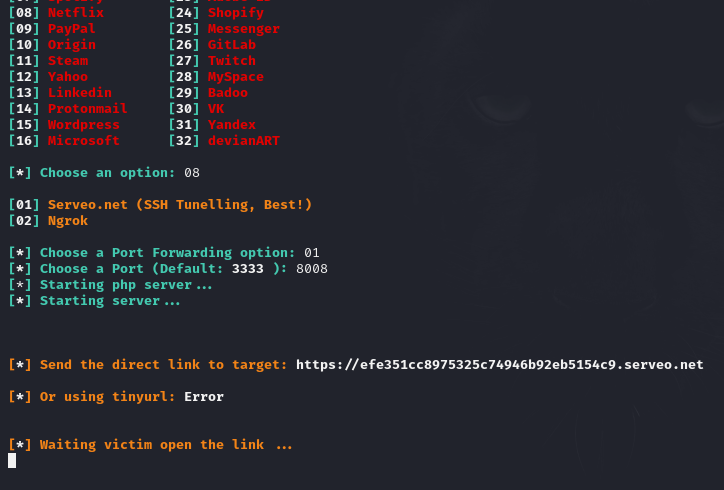 [08] Netflix [24] Shopify
[09] PayPal [25] Messenger
[10] Origin [26] GitLab
[11] Steam [27] Twitch
[12] Yahoo [28] MySpace
[13] Linkedin [29] Badoo
[14] Protonmail [30] VK
[15] Wordpress [31] Yandex
[16] Microsoft [32] devianART
[*] Choose an option: 08
[01] Serveo.net (SSH Tunelling, Best!)
[02] Ngrok
[*] Choose a Port Forwarding option: 01
[*] Choose a Port (Default: 3333 ): 8008
[*] Starting php server...
[*] Starting server...
[*] Send the direct link to target: https://efe351cc8975325c74946b92eb5154c9.serveo.net
[*] Or using tinyurl: Error
[*] Waiting victim open the link ...